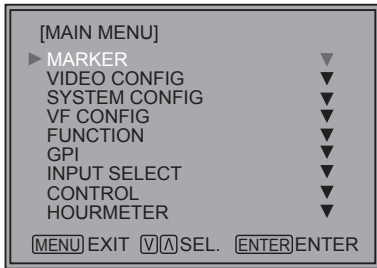 [MAIN MENU]
▶ MARKER ▼
VIDEO CONFIG ▼
SYSTEM CONFIG ▼
VF CONFIG ▼
FUNCTION ▼
GPI ▼
INPUT SELECT ▼
CONTROL ▼
HOURMETER ▼
MENU EXIT V Λ SEL. ENTER ENTER